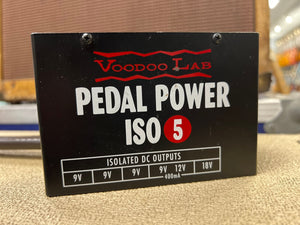 VOODOO LAB
PEDAL POWER
ISO 5
ISOLATED DC OUTPUTS
9V 9V 9V 9V 12V 18V
400mA